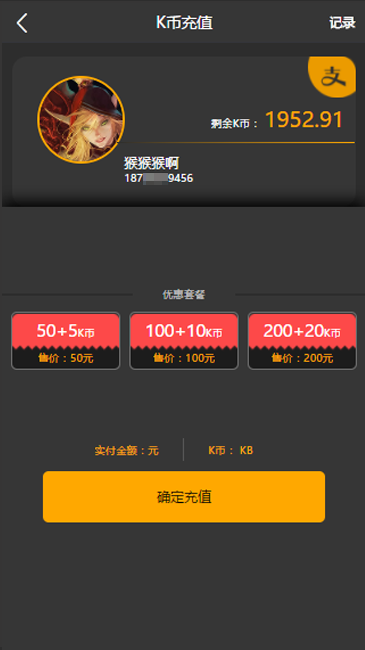 K币充值
记录
支
剩余K币： 1952.91
猴猴猴啊
187 9456
优惠套餐
50+5K币
100+10K币
200+20K币
售价：50元
售价：100元
售价：200元
实付金额：元
K币： KB
确定充值